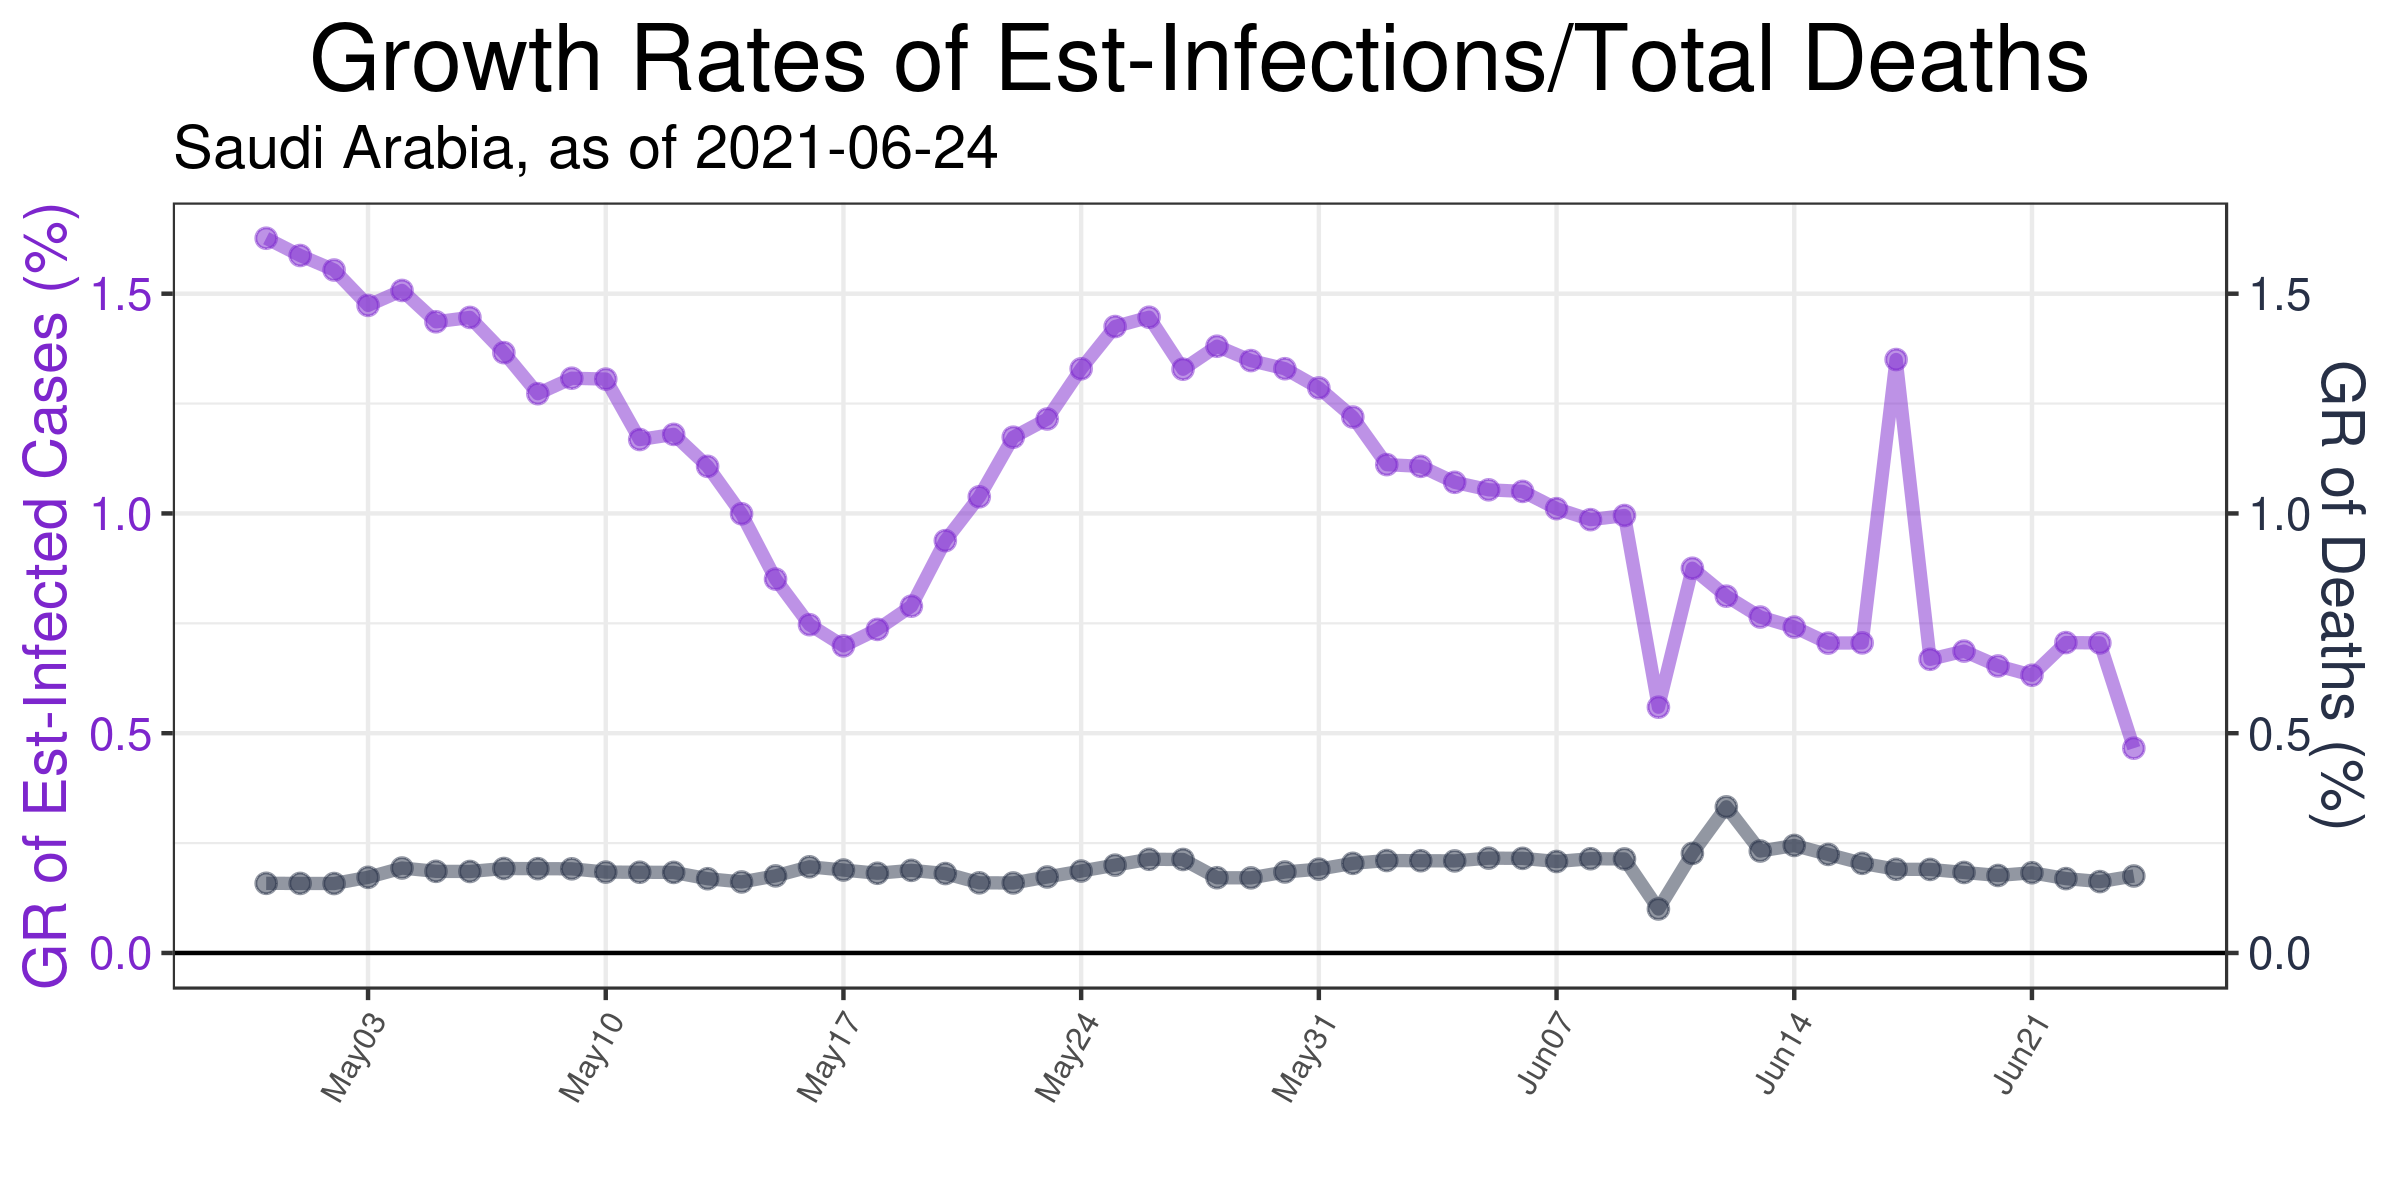 Growth Rates of Est-Infections/Total Deaths
Saudi Arabia, as of 2021-06-24
GR of Est-Infected Cases (%)
1.5
1.0
0.5
0.0
1.5
1.0
0.5
0.0
GR of Deaths (%)
May03
May10
May17
May24
May31
Jun07
Jun14
Jun21